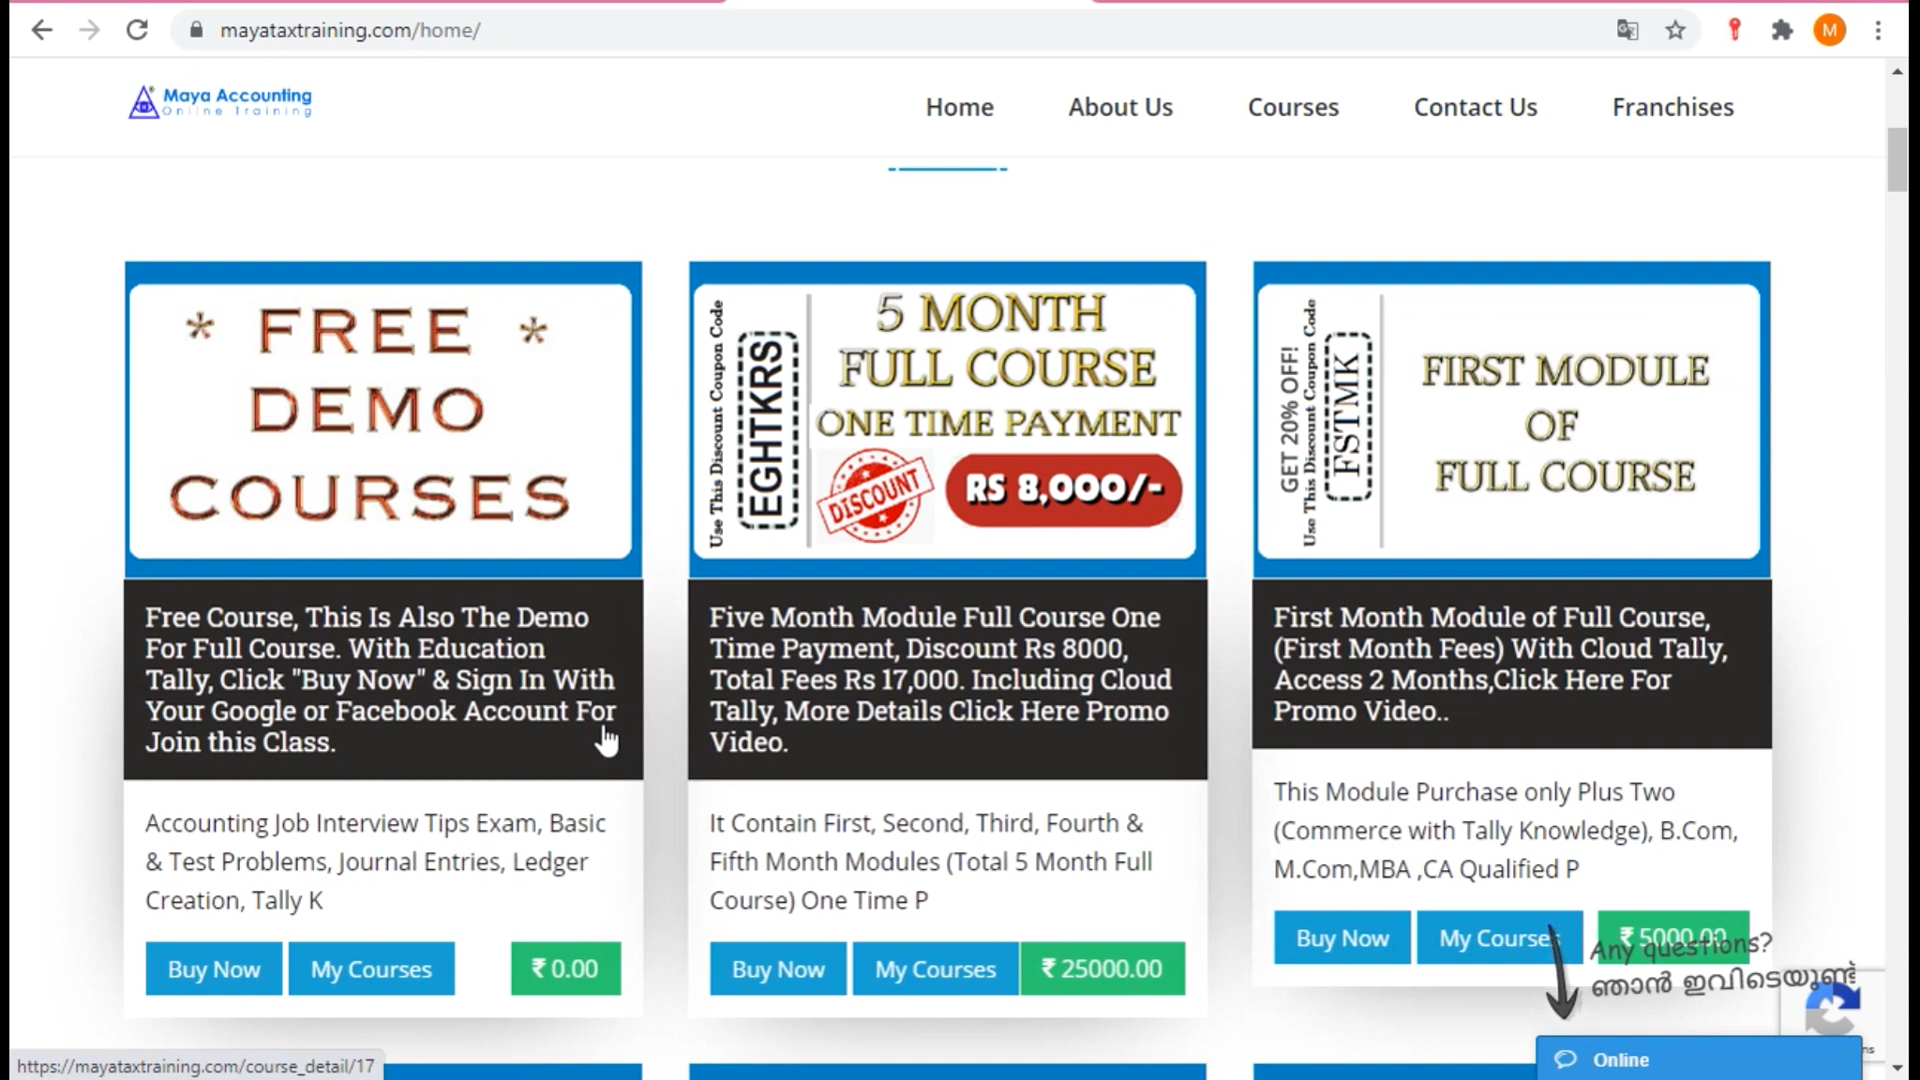 mayataxtraining.com/home/
M
Maya Accounting
Online Training
Home
About Us
Courses
Contact Us
Franchises
* FREE *
DEMO
COURSES
Free Course, This Is Also The Demo
For Full Course. With Education
Tally, Click "Buy Now" & Sign In With
Your Google or Facebook Account For
Join this Class.
Accounting Job Interview Tips Exam, Basic
& Test Problems, Journal Entries, Ledger
Creation, Tally K
Buy Now
My Courses
₹ 0.00
Use This Discount Coupon Code
EGHTKRS
5 MONTH
FULL COURSE
ONE TIME PAYMENT
DISCOUNT
RS 8,000/-
Five Month Module Full Course One
Time Payment, Discount Rs 8000,
Total Fees Rs 17,000. Including Cloud
Tally, More Details Click Here Promo
Video.
It Contain First, Second, Third, Fourth &
Fifth Month Modules (Total 5 Month Full
Course) One Time P
Buy Now
My Courses
₹ 25000.00
GET 20% OFF!
Use This Discount Coupon Code
FSTMK
FIRST MODULE
OF
FULL COURSE
First Month Module of Full Course,
(First Month Fees) With Cloud Tally,
Access 2 Months,Click Here For
Promo Video..
This Module Purchase only Plus Two
(Commerce with Tally Knowledge), B.Com,
M.Com,MBA ,CA Qualified P
Buy Now
My Courses
₹ 5000.00
Any questions?
ഞാൻ ഇവിടെയുണ്ട്
Online
https://mayataxtraining.com/course_detail/17